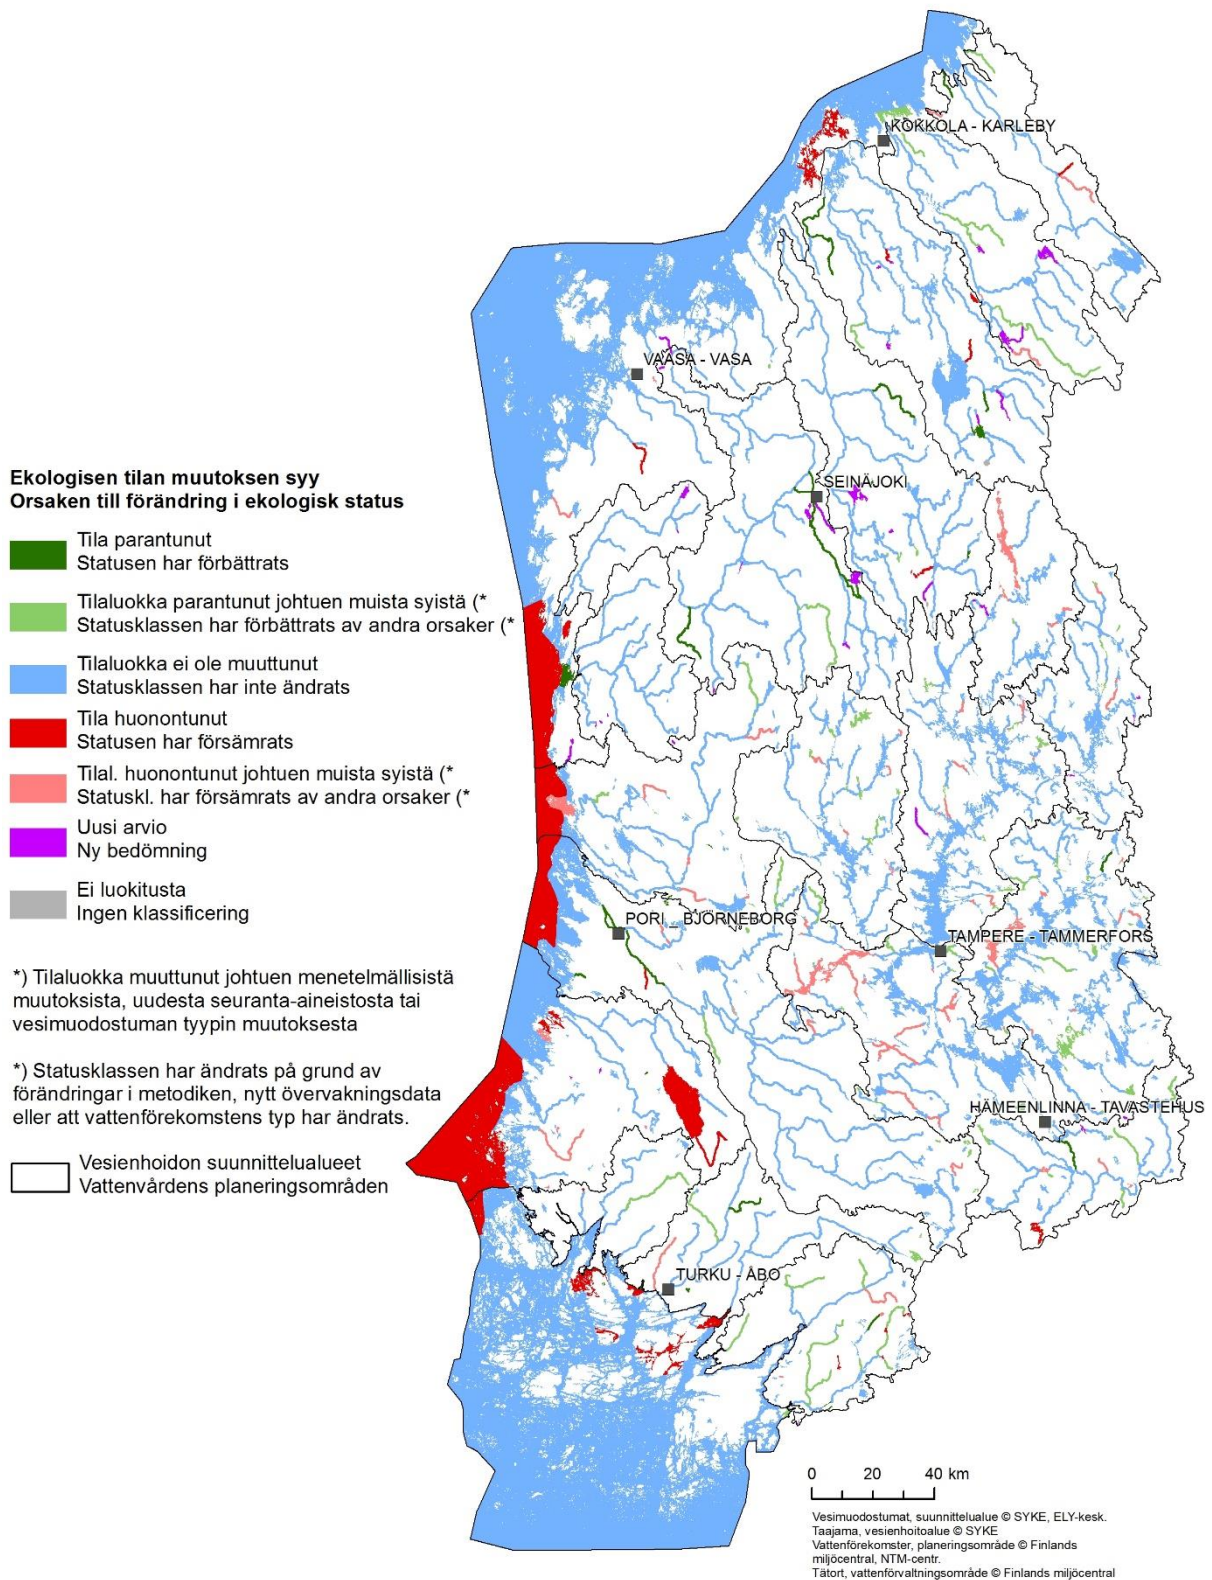 KOKKOLA - KARLEBY
VAASA - VASA
SEINÄJOKI
Ekologisen tilan muutoksen syy
Orsaken till förändring i ekologisk status
Tila parantunut
Statusen har förbättrats
Tilaluokka parantunut johtuen muista syistä (*
Statusklassen har förbättrats av andra orsaker (*
Tilaluokka ei ole muuttunut
Statusklassen har inte ändrats
Tila huonontunut
Statusen har försämrats
Tilal. huonontunut johtuen muista syistä (*
Statuskl. har försämrats av andra orsaker (*
Uusi arvio
Ny bedömning
Ei luokitusta
Ingen klassificering
*) Tilaluokka muuttunut johtuen menetelmällisistä
muutoksista, uudesta seuranta-aineistosta tai
vesimuodostuman tyypin muutoksesta
*) Statusklassen har ändrats på grund av
förändringar i metodiken, nytt övervakningsdata
eller att vattenförekomstens typ har ändrats.
Vesienhoidon suunnittelualueet
Vattenvårdens planeringsområden
PORI _ BJÖRNEBORG
TAMPERE - TAMMERFORS
HÄMEENLINNA - TAVASTEHUS
TURKU - ÅBO
0 20 40 km
Vesimuodostumat, suunnittelualue © SYKE, ELY-kesk.
Taajama, vesienhoitoalue © SYKE
Vattenförekomster, planeringsområde © Finlands
miljöcentral, NTM-centr.
Tätort, vattenförvaltningsområde © Finlands miljöcentral